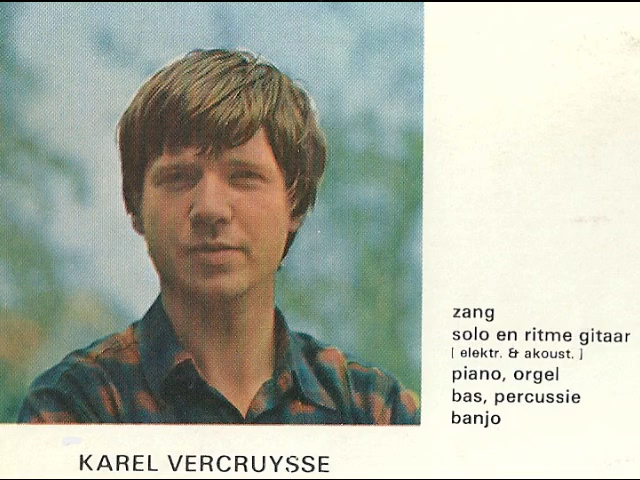 zang
solo en ritme gitaar
[ elektr. & akoust. ]
piano, orgel
bas, percussie
banjo
KAREL VERCRUYSSE